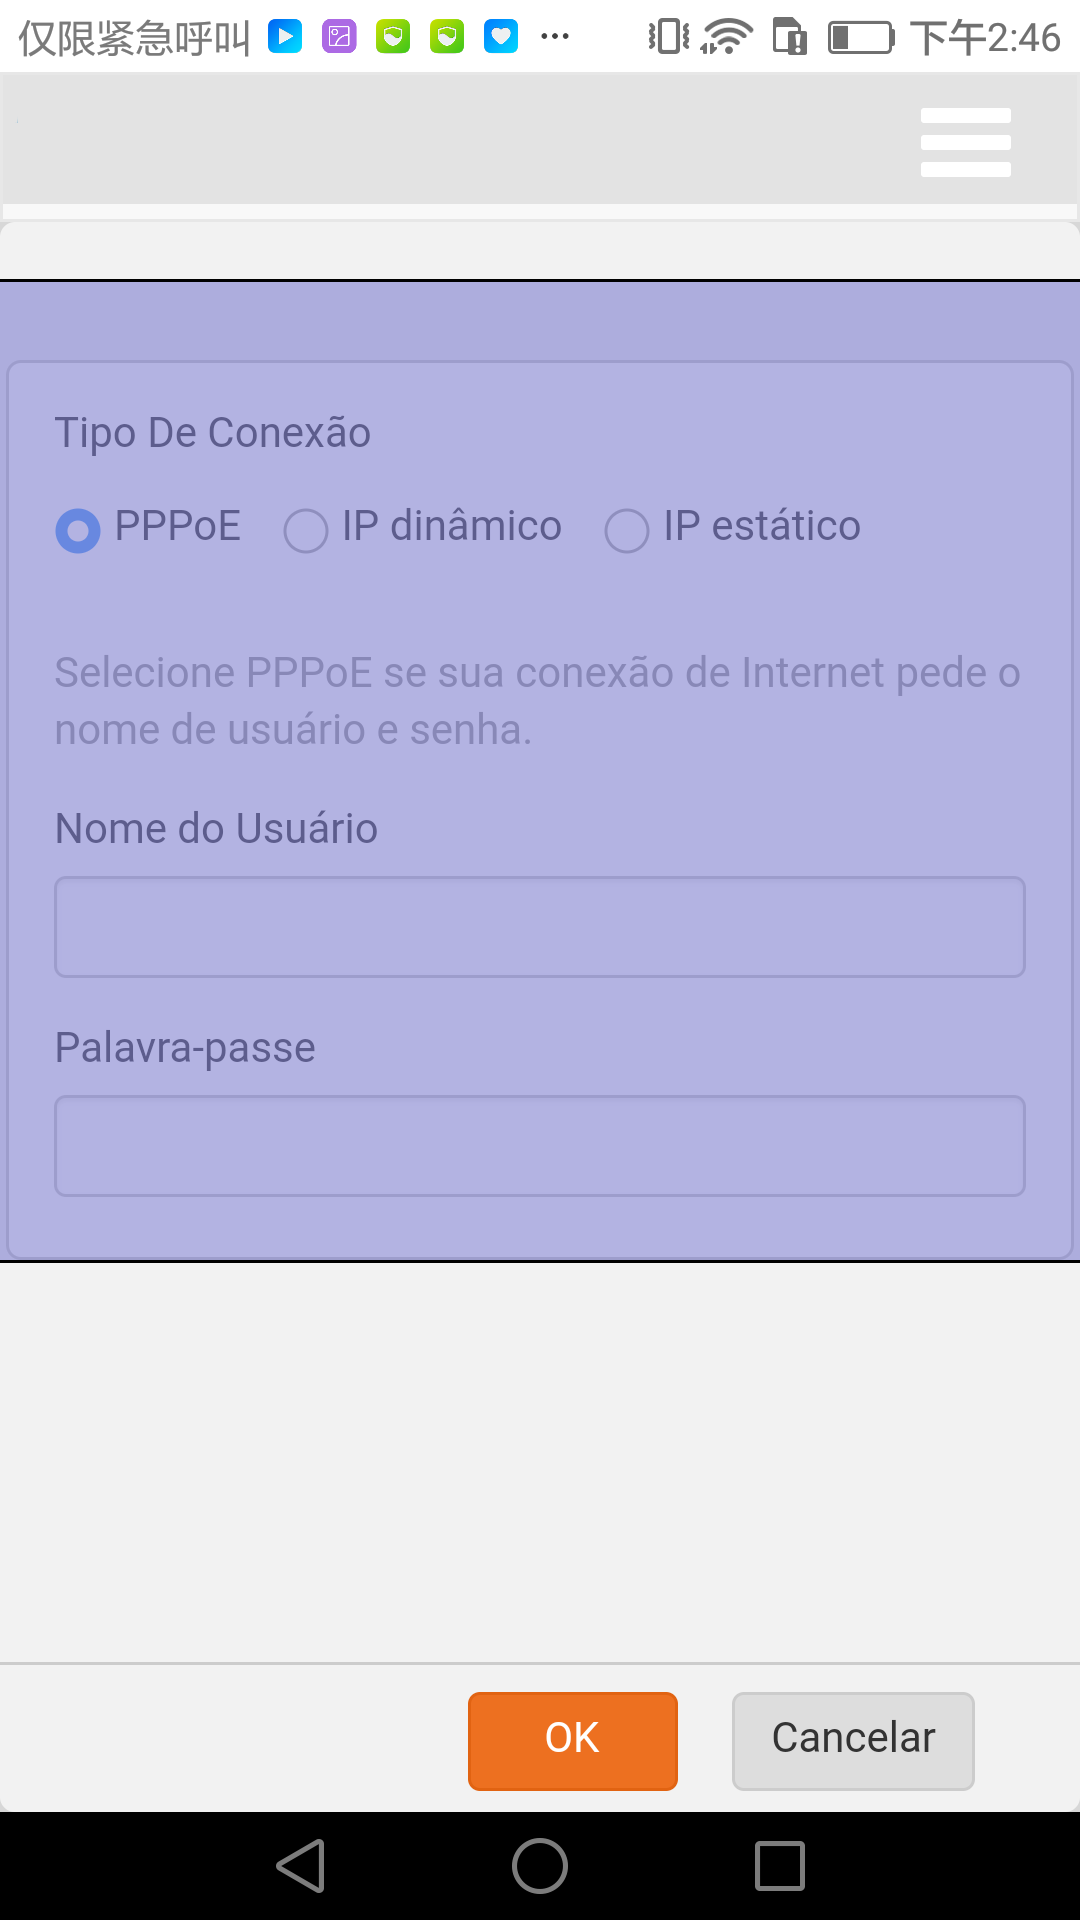 仅限紧急呼叫 下午2:46
Tipo De Conexão
PPPoE IP dinâmico IP estático
Selecione PPPoE se sua conexão de Internet pede o
nome de usuário e senha.
Nome do Usuário
Palavra-passe
OK Cancelar